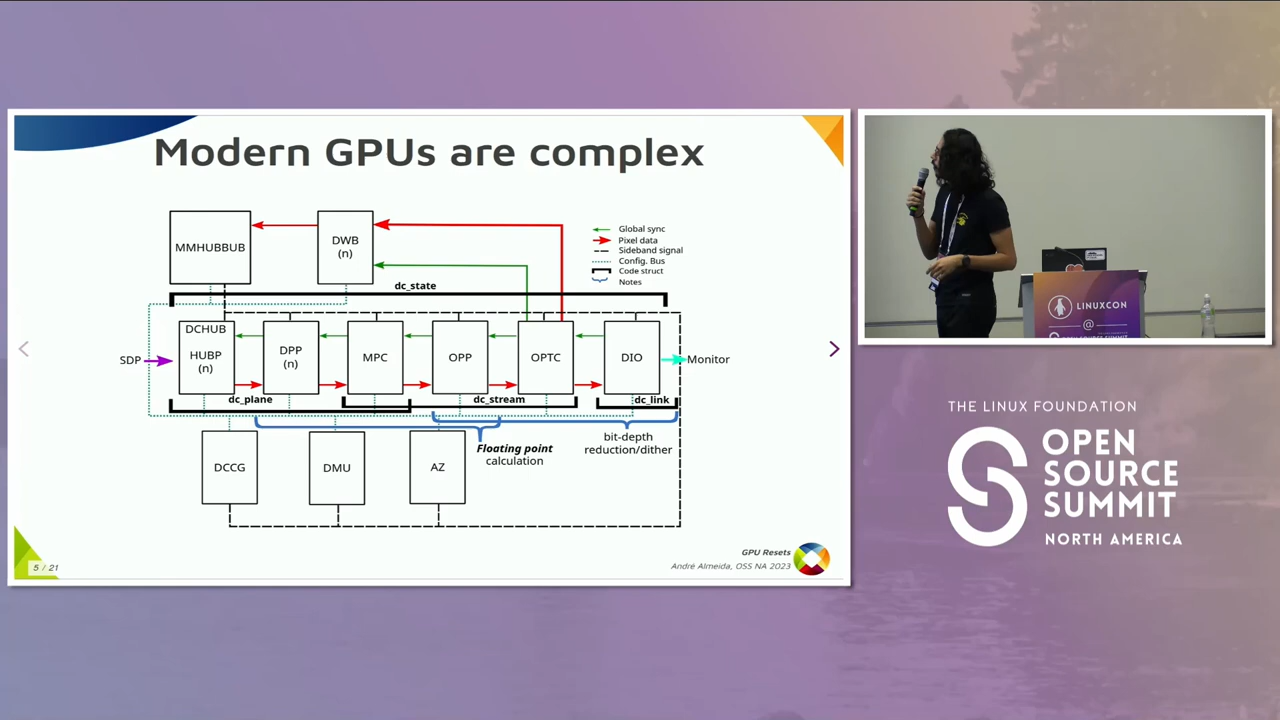 Modern GPUs are complex
MMHUBBUB
DWB
(n)
Global sync
Pixel data
Sideband signal
Config. Bus
Code struct
Notes
dc_state
SDP
DCHUB
HUBP
(n)
DPP
(n)
MPC
OPP
OPTC
DIO
Monitor
dc_plane
dc_stream
dc_link
Floating point
calculation
bit-depth
reduction/dither
DCCG
DMU
AZ
GPU Resets
André Almeida, OSS NA 2023
5 / 21
LINUXCON
@
THE LINUX FOUNDATION
OPEN
SOURCE
SUMMIT
NORTH AMERICA